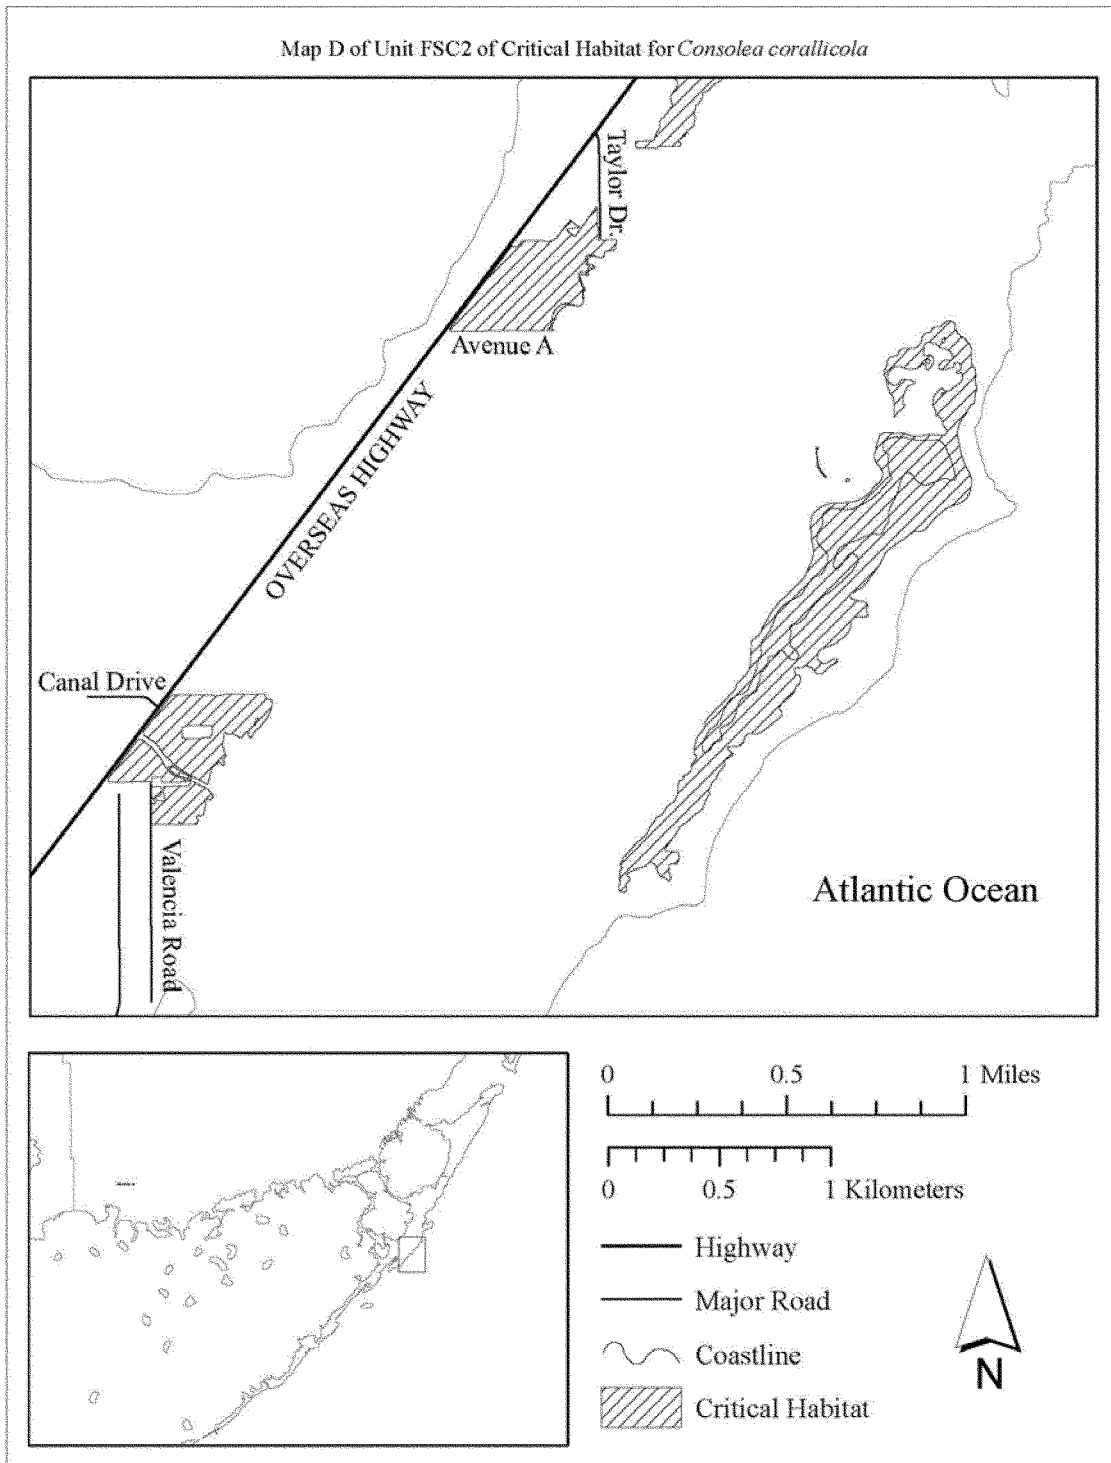 Map D of Unit FSC2 of Critical Habitat for Consolea corallicola
Taylor Dr.
Avenue A
OVERSEAS HIGHWAY
Canal Drive
Valencia Road
Atlantic Ocean
0 0.5 1 Miles
0 0.5 1 Kilometers
Highway
Major Road
Coastline
Critical Habitat
N